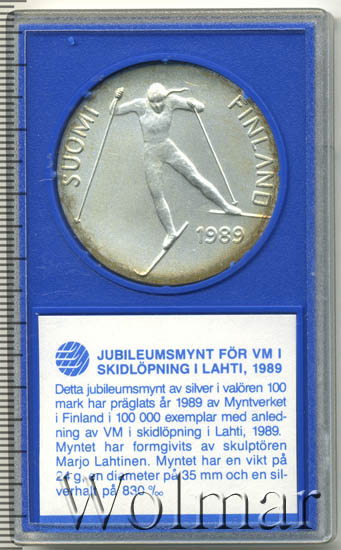 SUOMI
FINLAND
1989
JUBILEUMSMYNT FÖR VM I
SKIDLÖPNING I LAHTI, 1989
Detta jubileumsmynt av silver i valören 100
mark har präglats år 1989 av Myntverket
i Finland i 100 000 exemplar med anled-
ning av VM i skidlöpning i Lahti, 1989.
Myntet har formgivits av skulptören
Marjo Lahtinen. Myntet har en vikt på
24 g, en diameter på 35 mm och en sil-
verhalt på 830 ‰
Wolmar